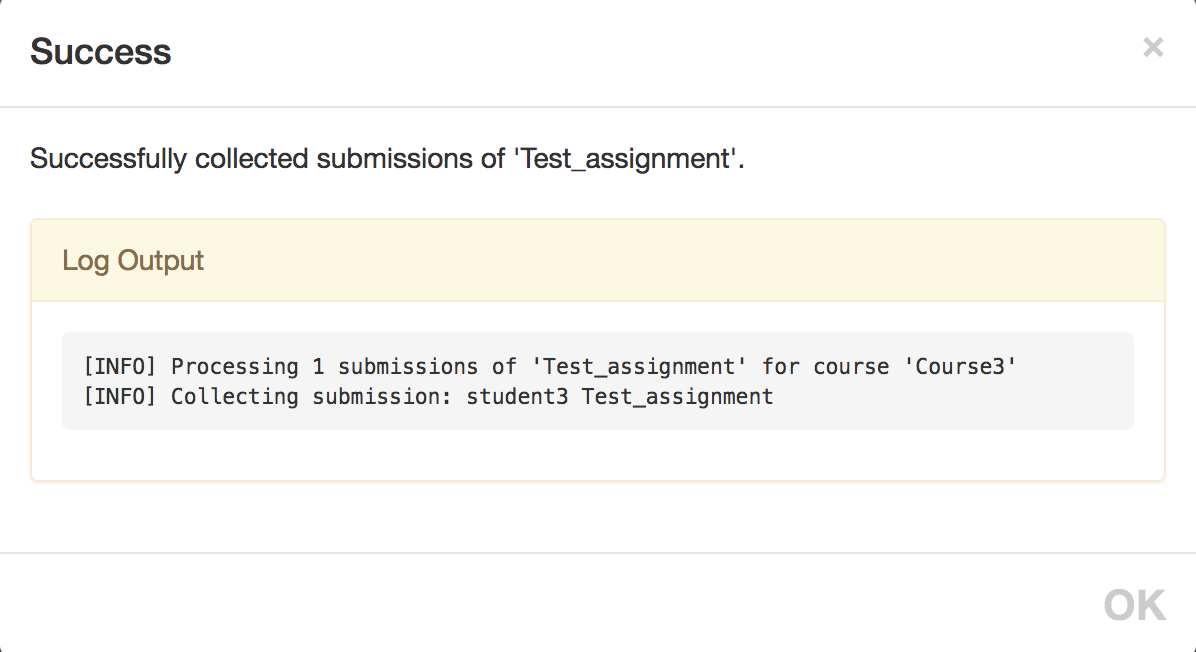 Success
×
Successfully collected submissions of 'Test_assignment'.
Log Output
[INFO] Processing 1 submissions of 'Test_assignment' for course 'Course3'
[INFO] Collecting submission: student3 Test_assignment
OK